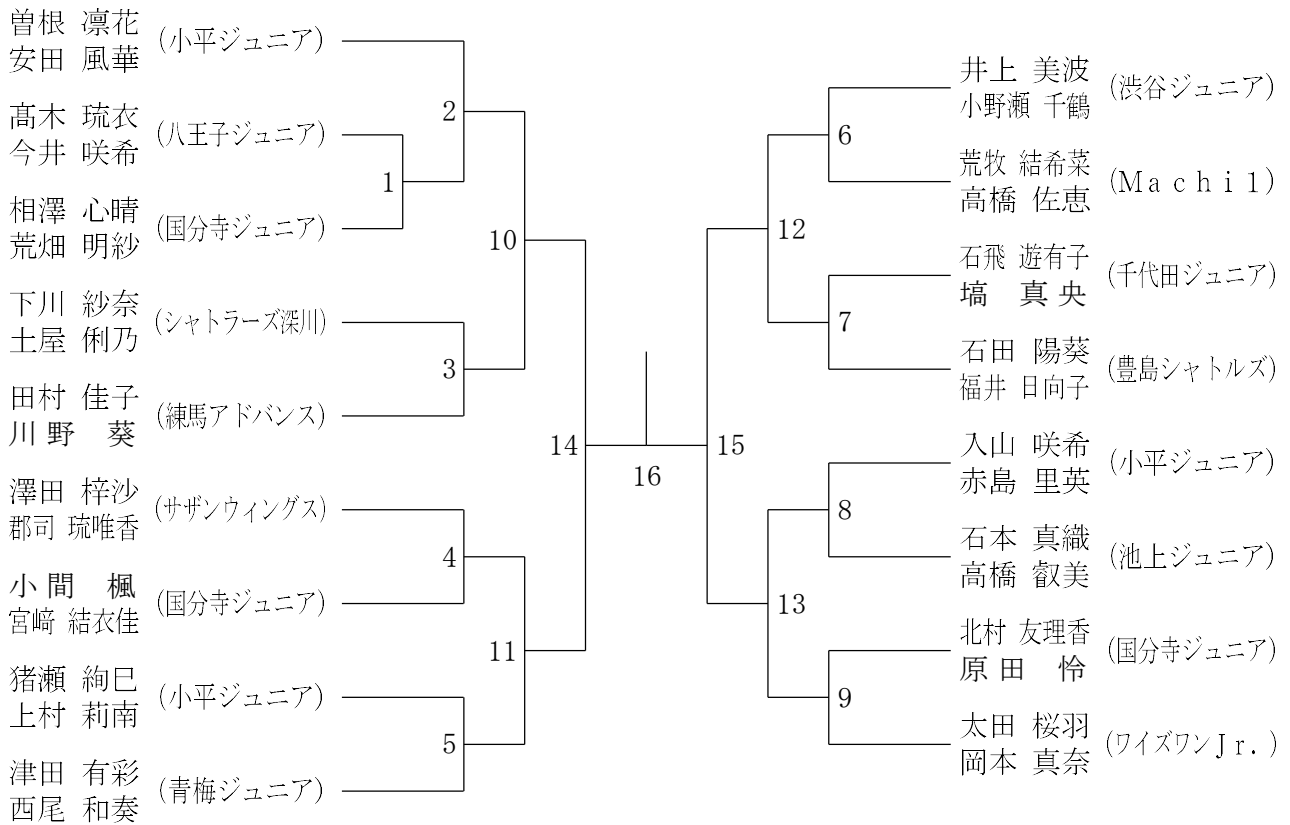 曽根 凛花
安田 風華
(小平ジュニア)
髙木 琉衣
今井 咲希
(八王子ジュニア)
相澤 心晴
荒畑 明紗
(国分寺ジュニア)
下川 紗奈
土屋 俐乃
(シャトラーズ深川)
田村 佳子
川野 葵
(練馬アドバンス)
澤田 梓沙
郡司 琉唯香
(サザンウィングス)
小間 楓
宮﨑 結衣佳
(国分寺ジュニア)
猪瀬 絢巳
上村 莉南
(小平ジュニア)
津田 有彩
西尾 和奏
(青梅ジュニア)
1
2
3
4
5
10
11
14
16
15
12
13
6
7
8
9
井上 美波
小野瀬 千鶴
(渋谷ジュニア)
荒牧 結希菜
高橋 佐恵
(Machi1)
石飛 遊有子
塙 真央
(千代田ジュニア)
石田 陽葵
福井 日向子
(豊島シャトルズ)
入山 咲希
赤島 里英
(小平ジュニア)
石本 真織
高橋 叡美
(池上ジュニア)
北村 友理香
原田 怜
(国分寺ジュニア)
太田 桜羽
岡本 真奈
(ワイズワンJr.)